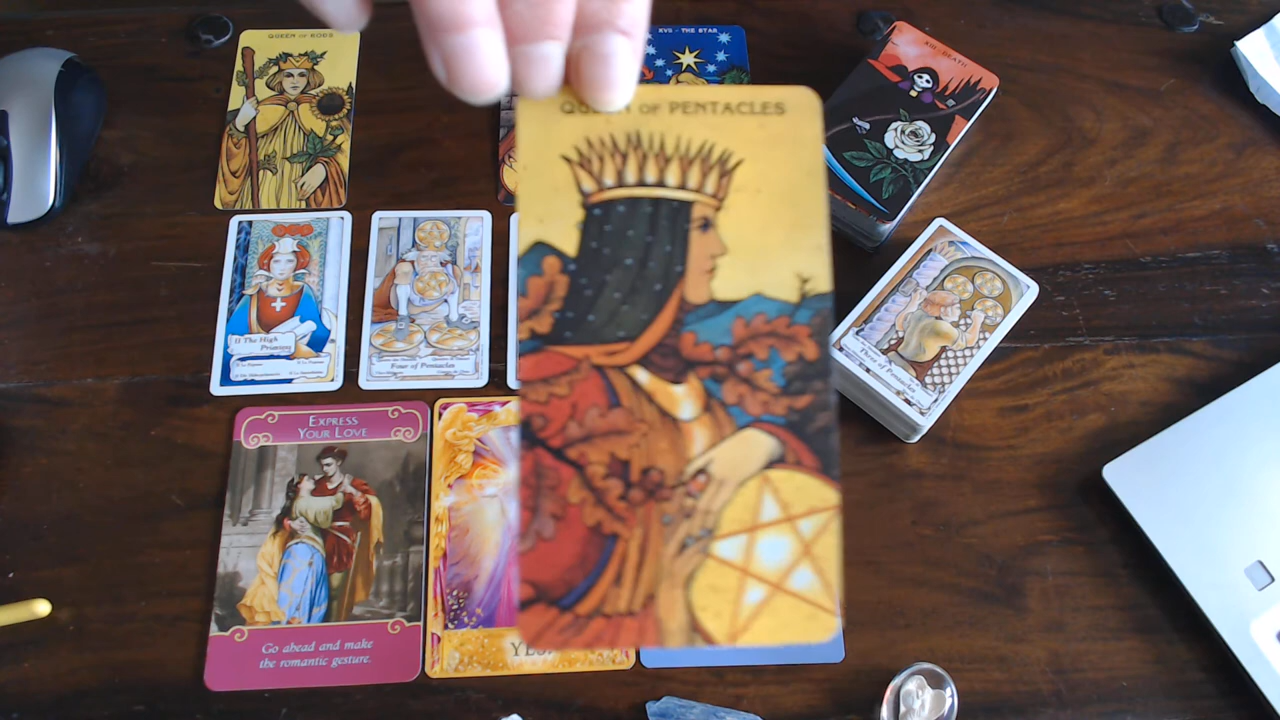 QUEEN OF RODS
XVII - THE STAR
XIII - DEATH
QUEEN OF PENTACLES
II The High
Priestess
Four of Pentacles
Three of Pentacles
EXPRESS
YOUR LOVE
Go ahead and make
the romantic gesture.
YES!